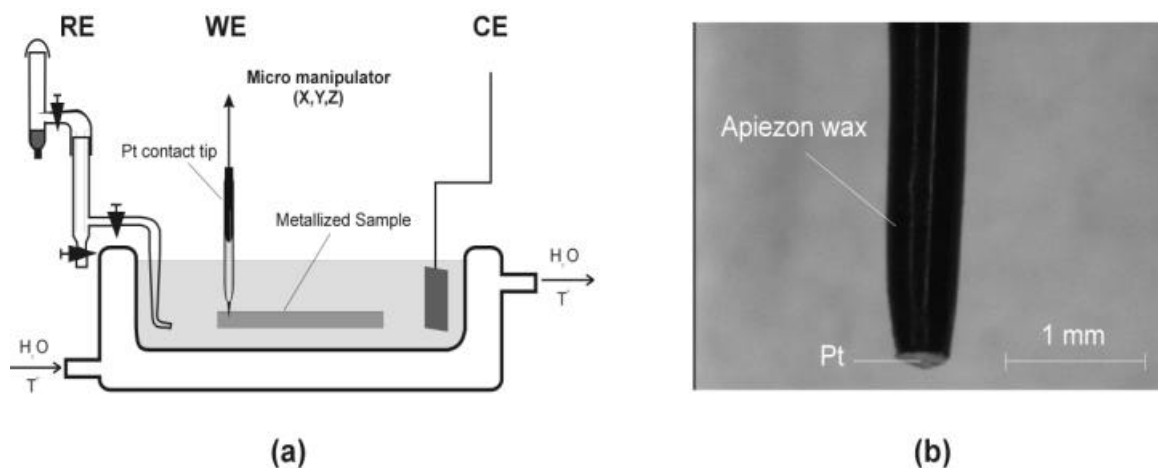 RE WE CE
Micro manipulator
(X,Y,Z)
Pt contact tip
Metallized Sample
H₂O
T°
H₂O
T°
(a)
Apiezon wax
Pt
1 mm
(b)